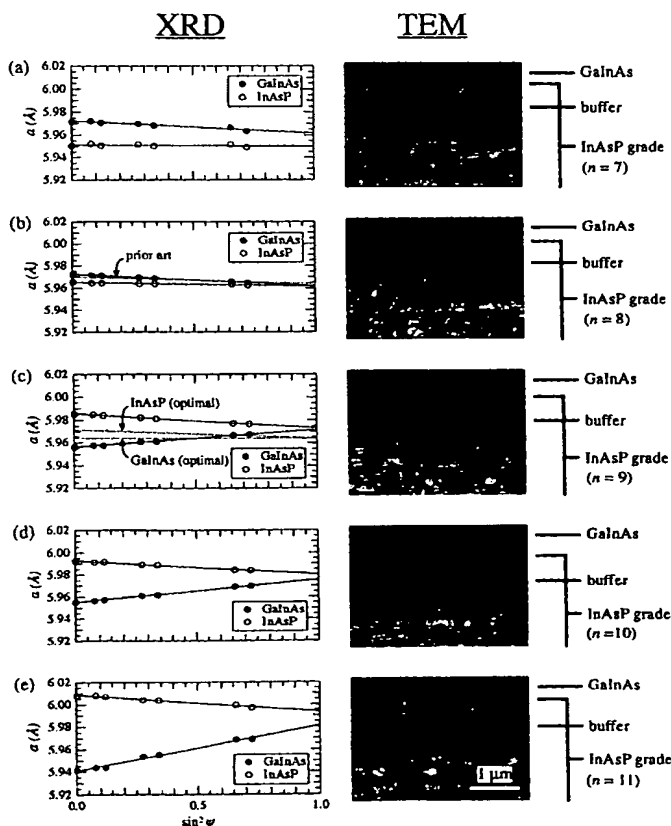 XRD TEM
(a)
6.02
6.00
5.98
5.96
5.94
5.92
a (Å)
GaInAs
InAsP
GaInAs
buffer
InAsP grade
(n = 7)
(b)
6.02
6.00
5.98
5.96
5.94
5.92
a (Å)
prior art
GaInAs
InAsP
GaInAs
buffer
InAsP grade
(n = 8)
(c)
6.02
6.00
5.98
5.96
5.94
5.92
a (Å)
InAsP (optimal)
GaInAs (optimal)
GaInAs
InAsP
GaInAs
buffer
InAsP grade
(n = 9)
(d)
6.02
6.00
5.98
5.96
5.94
5.92
a (Å)
GaInAs
InAsP
GaInAs
buffer
InAsP grade
(n = 10)
(e)
6.02
6.00
5.98
5.96
5.94
5.92
a (Å)
GaInAs
InAsP
0.0 0.5 1.0
sin² ψ
1 µm
GaInAs
buffer
InAsP grade
(n = 11)